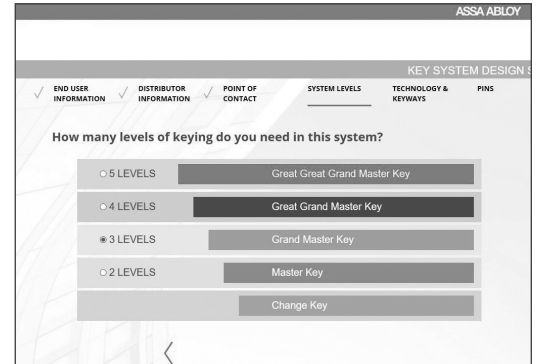 ASSA ABLOY
KEY SYSTEM DESIGN S
END USER INFORMATION
DISTRIBUTOR INFORMATION
POINT OF CONTACT
SYSTEM LEVELS
TECHNOLOGY & KEYWAYS
PINS
How many levels of keying do you need in this system?
5 LEVELS Great Great Grand Master Key
4 LEVELS Great Grand Master Key
3 LEVELS Grand Master Key
2 LEVELS Master Key
Change Key